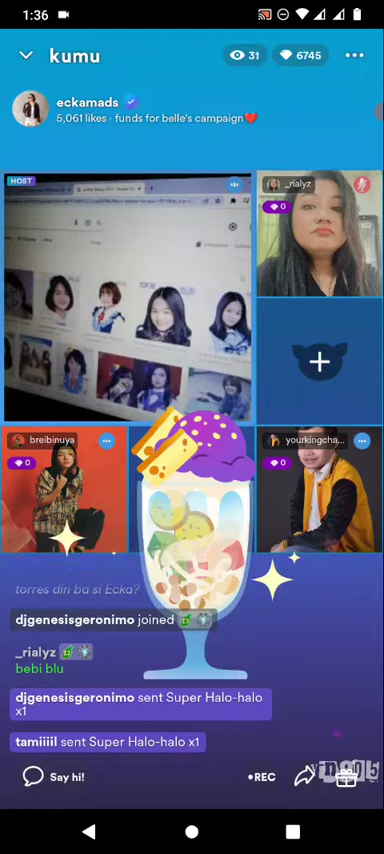 1:36
kumu
31
6745
eckamads
5,061 likes · funds for belle's campaign❤️
HOST
_rialyz
0
breibinuya
0
yourkingcha...
0
torres din ba si Ecka?
djgenesisgeronimo joined 13
_rialyz 12
bebi blu
djgenesisgeronimo sent Super Halo-halo
x1
tamiiiil sent Super Halo-halo x1
Say hi!
•REC